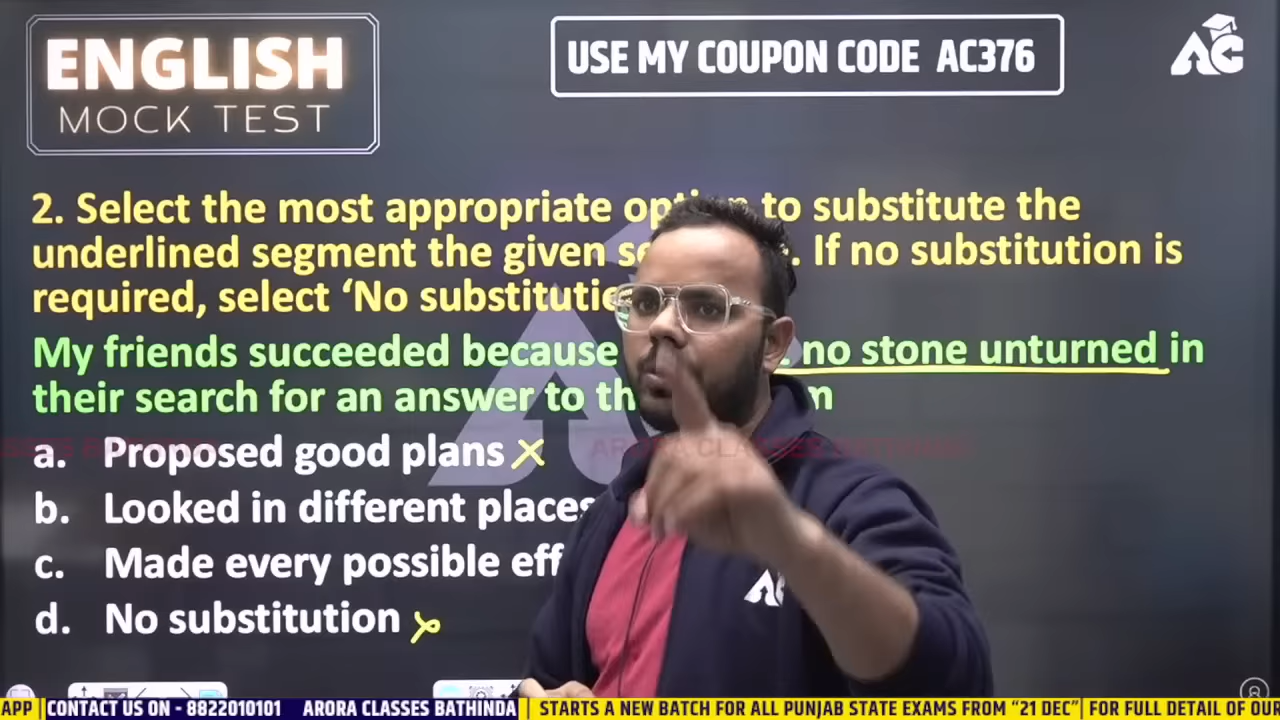 ENGLISH
MOCK TEST
USE MY COUPON CODE AC376
AC
2. Select the most appropriate to substitute the
underlined segment the given . If no substitution is
required, select ‘No
My friends succeeded because no stone unturned in
their search for an answer to
a. Proposed good plans
b. Looked in different places
c. Made every possible
d. No substitution
ARORA CLASSES BATHINDA
APP CONTACT US ON - 8822010101 ARORA CLASSES BATHINDA STARTS A NEW BATCH FOR ALL PUNJAB STATE EXAMS FROM “21 DEC” FOR FULL DETAIL OF OUR